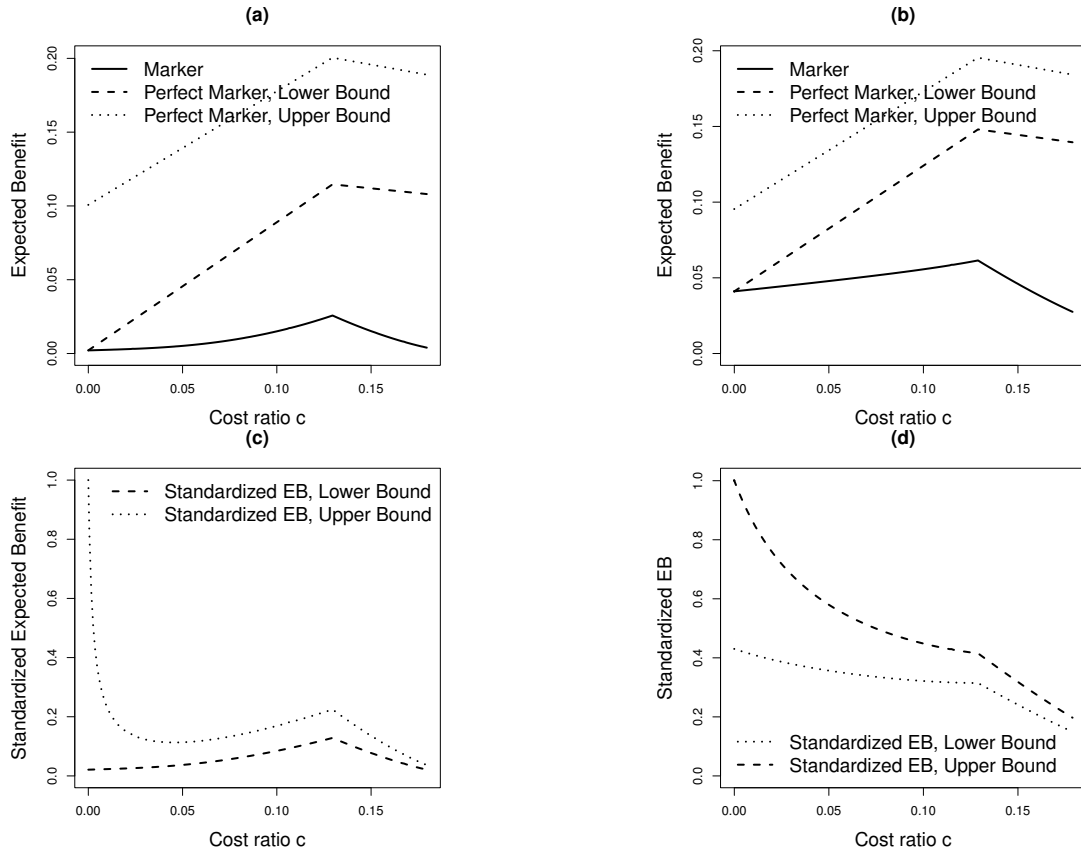 (a)
Expected Benefit
0.20
0.15
0.10
0.05
0.00
Marker
Perfect Marker, Lower Bound
Perfect Marker, Upper Bound
0.00 0.05 0.10 0.15
Cost ratio c
(b)
Expected Benefit
0.20
0.15
0.10
0.05
0.00
Marker
Perfect Marker, Lower Bound
Perfect Marker, Upper Bound
0.00 0.05 0.10 0.15
Cost ratio c
(c)
Standardized Expected Benefit
1.0
0.8
0.6
0.4
0.2
0.0
Standardized EB, Lower Bound
Standardized EB, Upper Bound
0.00 0.05 0.10 0.15
Cost ratio c
(d)
Standardized EB
1.0
0.8
0.6
0.4
0.2
0.0
Standardized EB, Lower Bound
Standardized EB, Upper Bound
0.00 0.05 0.10 0.15
Cost ratio c